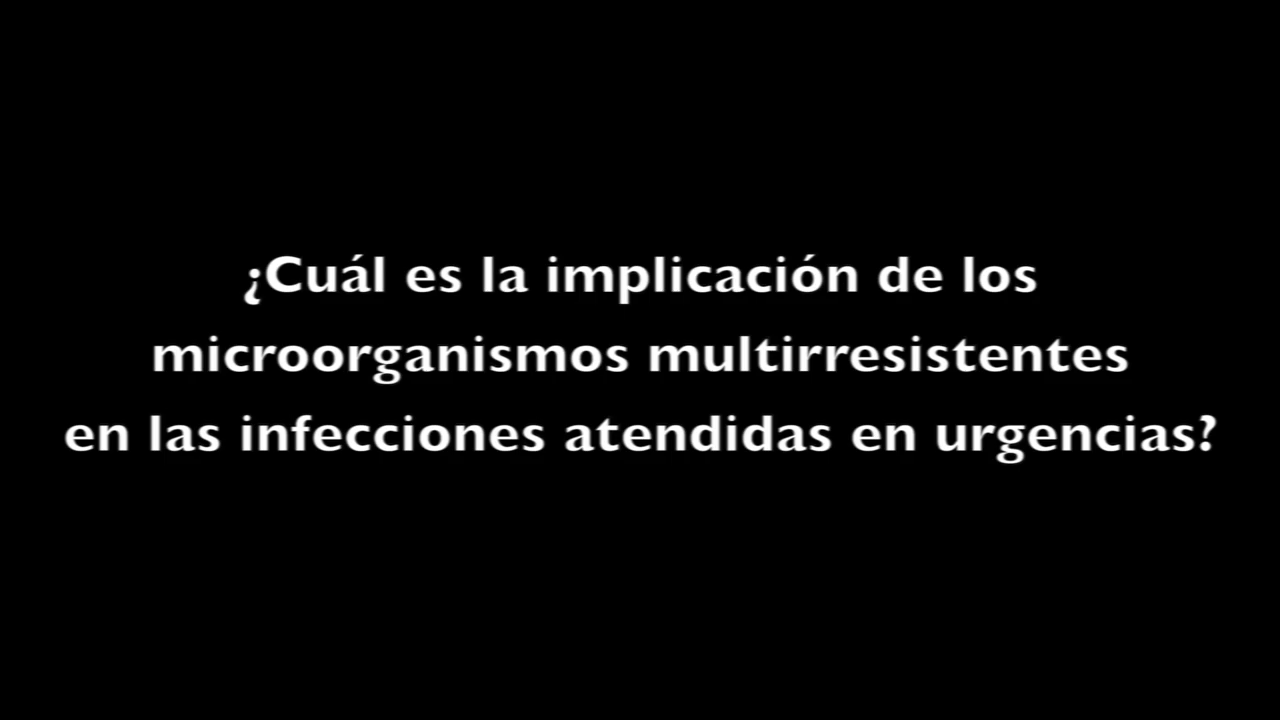 ¿Cuál es la implicación de los
microorganismos multirresistentes
en las infecciones atendidas en urgencias?